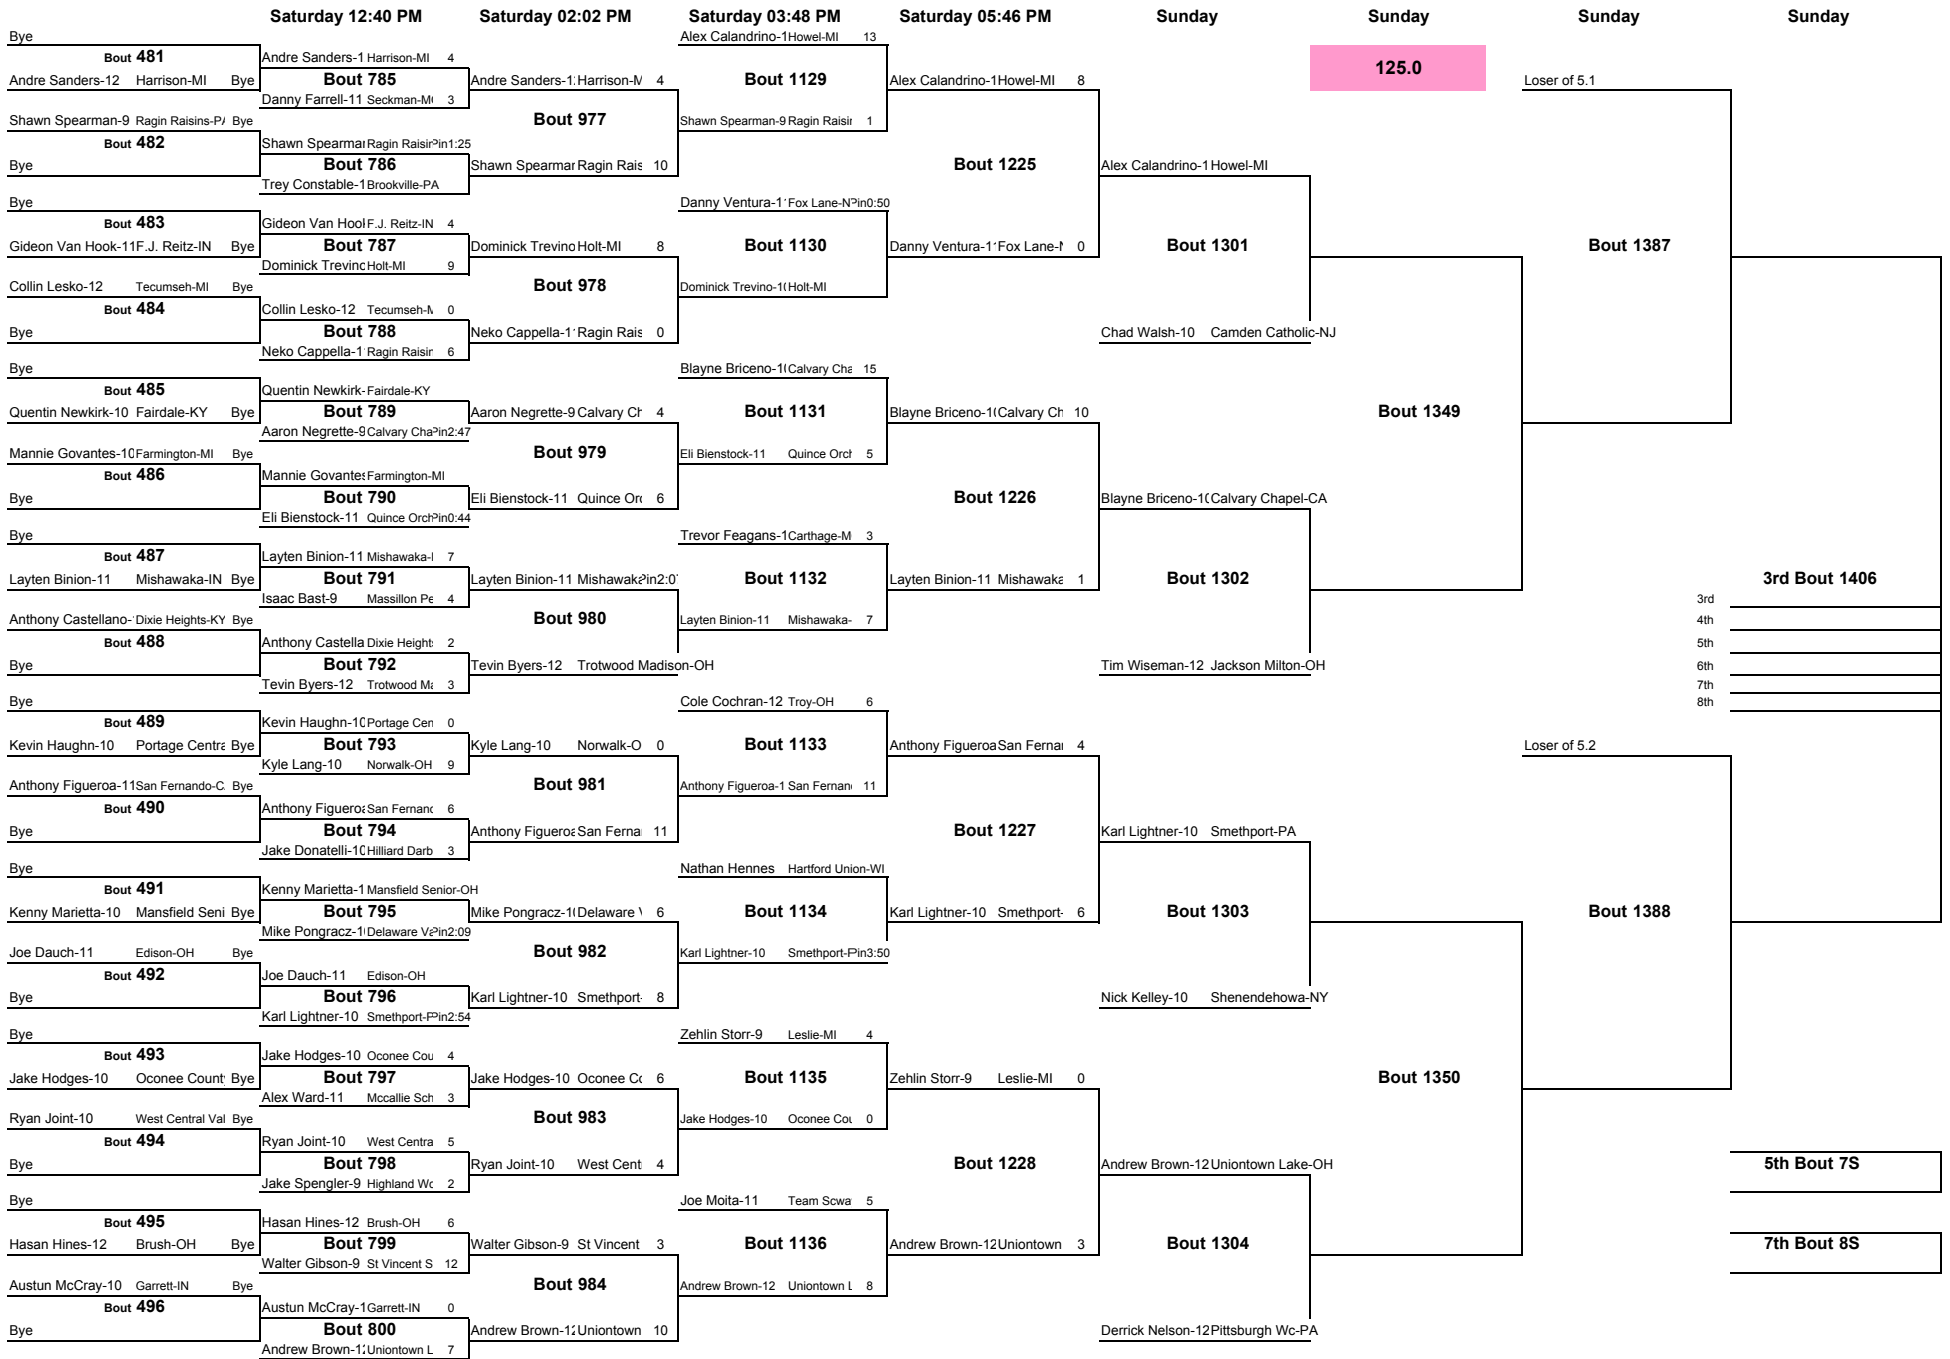 Saturday 12:40 PM Saturday 02:02 PM Saturday 03:48 PM Saturday 05:46 PM Sunday Sunday Sunday Sunday
125.0
Bye
Bout 481
Andre Sanders-12 Harrison-MI Bye
Shawn Spearman-9 Ragin Raisins-P Bye
Bout 482
Bye
Bye
Bout 483
Gideon Van Hook-11 F.J. Reitz-IN Bye
Collin Lesko-12 Tecumseh-MI Bye
Bout 484
Bye
Bye
Bout 485
Quentin Newkirk-10 Fairdale-KY Bye
Mannie Govantes-10 Farmington-MI Bye
Bout 486
Bye
Bye
Bout 487
Layten Binion-11 Mishawaka-IN Bye
Anthony Castellano- Dixie Heights-KY Bye
Bout 488
Bye
Bye
Bout 489
Kevin Haughn-10 Portage Centra Bye
Anthony Figueroa-11 San Fernando-C Bye
Bout 490
Bye
Bye
Bout 491
Kenny Marietta-10 Mansfield Seni Bye
Joe Dauch-11 Edison-OH Bye
Bout 492
Bye
Bye
Bout 493
Jake Hodges-10 Oconee County Bye
Ryan Joint-10 West Central Val Bye
Bout 494
Bye
Bye
Bout 495
Hasan Hines-12 Brush-OH Bye
Austun McCray-10 Garrett-IN Bye
Bout 496
Bye
Andre Sanders-1 Harrison-MI 4
Bout 785
Danny Farrell-11 Seckman-M 3
Shawn Spearma Ragin Raisin Pin1:25
Bout 786
Trey Constable-1 Brookville-PA
Gideon Van Hool F.J. Reitz-IN 4
Bout 787
Dominick Trevino Holt-MI 9
Collin Lesko-12 Tecumseh-M 0
Bout 788
Neko Cappella-1 Ragin Raisir 6
Quentin Newkirk- Fairdale-KY
Bout 789
Aaron Negrette-9 Calvary Cha Pin2:47
Mannie Govantes Farmington-MI
Bout 790
Eli Bienstock-11 Quince Orch Pin0:44
Layten Binion-11 Mishawaka-I 7
Bout 791
Isaac Bast-9 Massillon Pe 4
Anthony Castella Dixie Height 2
Bout 792
Tevin Byers-12 Trotwood Ma 3
Kevin Haughn-10 Portage Cen 0
Bout 793
Kyle Lang-10 Norwalk-OH 9
Anthony Figueroa San Fernanc 6
Bout 794
Jake Donatelli-10 Hilliard Darb 3
Kenny Marietta-1 Mansfield Senior-OH
Bout 795
Mike Pongracz-1 Delaware Va Pin2:09
Joe Dauch-11 Edison-OH
Bout 796
Karl Lightner-10 Smethport-P Pin2:54
Jake Hodges-10 Oconee Cou 4
Bout 797
Alex Ward-11 Mccallie Sch 3
Ryan Joint-10 West Centra 5
Bout 798
Jake Spengler-9 Highland Wc 2
Hasan Hines-12 Brush-OH 6
Bout 799
Walter Gibson-9 St Vincent S 12
Austun McCray-1 Garrett-IN 0
Bout 800
Andrew Brown-12 Uniontown L 7
Andre Sanders-1 Harrison-M 4
Bout 977
Shawn Spearmar Ragin Rais 10
Dominick Trevino Holt-MI 8
Bout 978
Neko Cappella-1 Ragin Rais 0
Aaron Negrette-9 Calvary Ch 4
Bout 979
Eli Bienstock-11 Quince Orc 6
Layten Binion-11 Mishawaka Pin2:0
Bout 980
Tevin Byers-12 Trotwood Madison-OH
Kyle Lang-10 Norwalk-O 0
Bout 981
Anthony Figueroa San Ferna 11
Mike Pongracz-10 Delaware V 6
Bout 982
Karl Lightner-10 Smethport- 8
Jake Hodges-10 Oconee Co 6
Bout 983
Ryan Joint-10 West Cent 4
Walter Gibson-9 St Vincent 3
Bout 984
Andrew Brown-12 Uniontown 10
Alex Calandrino-1 Howel-MI 13
Bout 1129
Shawn Spearman-9 Ragin Raisir 1
Danny Ventura-1 Fox Lane-N Pin0:50
Bout 1130
Dominick Trevino-10 Holt-MI
Blayne Briceno-10 Calvary Cha 15
Bout 1131
Eli Bienstock-11 Quince Orch 5
Trevor Feagans-1 Carthage-M 3
Bout 1132
Layten Binion-11 Mishawaka- 7
Cole Cochran-12 Troy-OH 6
Bout 1133
Anthony Figueroa-1 San Fernan 11
Nathan Hennes Hartford Union-WI
Bout 1134
Karl Lightner-10 Smethport-P Pin3:50
Zehlin Storr-9 Leslie-MI 4
Bout 1135
Jake Hodges-10 Oconee Cou 0
Joe Moita-11 Team Scwa 5
Bout 1136
Andrew Brown-12 Uniontown L 8
Alex Calandrino-1 Howel-MI 8
Bout 1225
Danny Ventura-11 Fox Lane-N 0
Blayne Briceno-10 Calvary Ch 10
Bout 1226
Layten Binion-11 Mishawaka 1
Anthony Figueroa San Fernar 4
Bout 1227
Karl Lightner-10 Smethport- 6
Zehlin Storr-9 Leslie-MI 0
Bout 1228
Andrew Brown-12 Uniontown 3
Alex Calandrino-1 Howel-MI
Bout 1301
Chad Walsh-10 Camden Catholic-NJ
Blayne Briceno-10 Calvary Chapel-CA
Bout 1302
Tim Wiseman-12 Jackson Milton-OH
Karl Lightner-10 Smethport-PA
Bout 1303
Nick Kelley-10 Shenendehowa-NY
Andrew Brown-12 Uniontown Lake-OH
Bout 1304
Derrick Nelson-12 Pittsburgh Wc-PA
Bout 1349
Bout 1350
Loser of 5.1
Bout 1387
Loser of 5.2
Bout 1388
3rd Bout 1406
3rd
4th
5th
6th
7th
8th
5th Bout 7S
7th Bout 8S